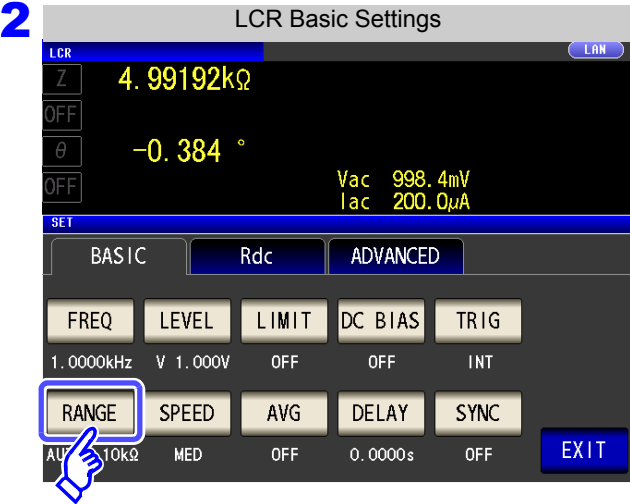 2
LCR Basic Settings
LCR LAN
Z 4.99192kΩ
OFF
θ -0.384 °
OFF Vac 998.4mV
Iac 200.0μA
SET
BASIC Rdc ADVANCED
FREQ LEVEL LIMIT DC BIAS TRIG
1.0000kHz V 1.000V OFF OFF INT
RANGE SPEED AVG DELAY SYNC
10kΩ MED OFF 0.0000s OFF
EXIT